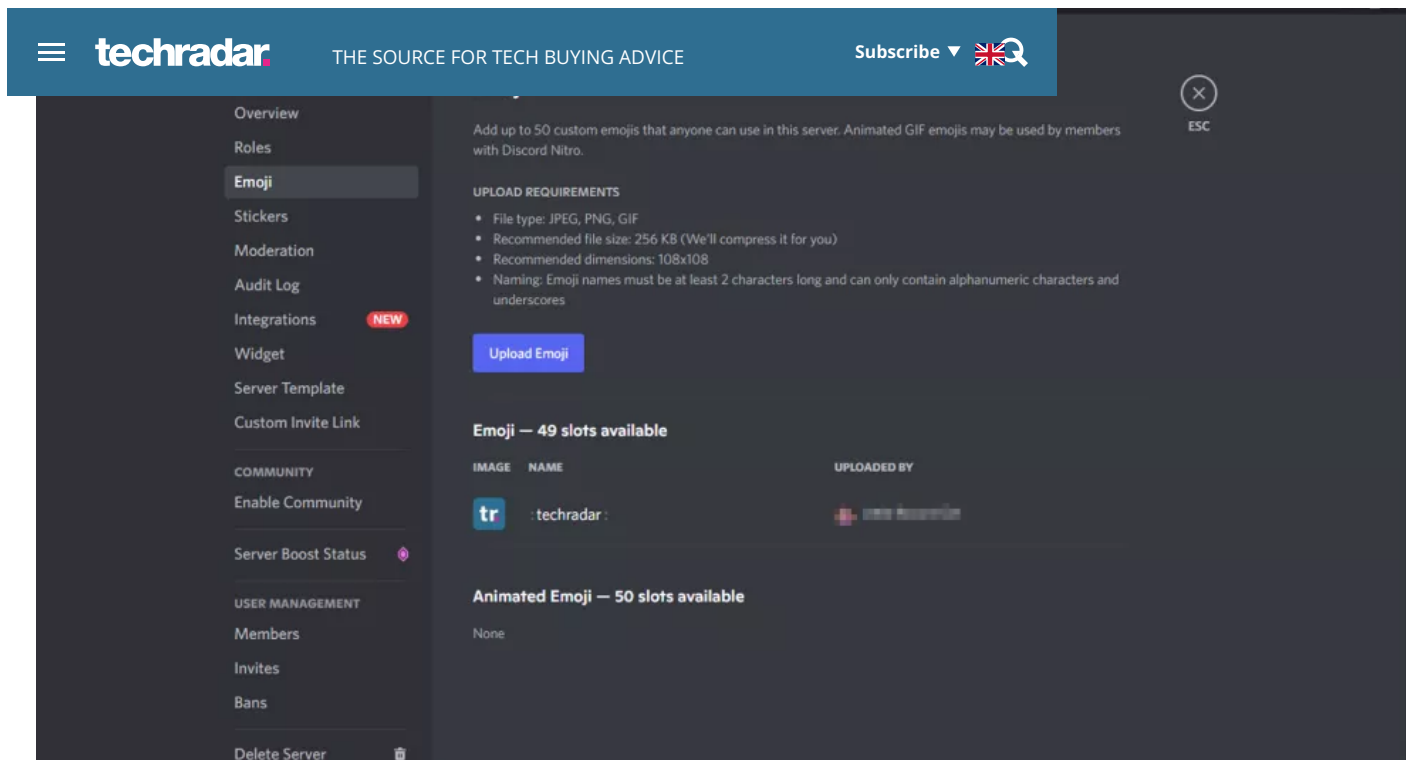 techradar.
THE SOURCE FOR TECH BUYING ADVICE
Subscribe
ESC
Overview
Roles
Emoji
Stickers
Moderation
Audit Log
Integrations
NEW
Widget
Server Template
Custom Invite Link
COMMUNITY
Enable Community
Server Boost Status
USER MANAGEMENT
Members
Invites
Bans
Delete Server
Add up to 50 custom emojis that anyone can use in this server. Animated GIF emojis may be used by members
with Discord Nitro.
UPLOAD REQUIREMENTS
• File type: JPEG, PNG, GIF
• Recommended file size: 256 KB (We'll compress it for you)
• Recommended dimensions: 108x108
• Naming: Emoji names must be at least 2 characters long and can only contain alphanumeric characters and
underscores
Upload Emoji
Emoji — 49 slots available
IMAGE NAME UPLOADED BY
tr :techradar:
Animated Emoji — 50 slots available
None